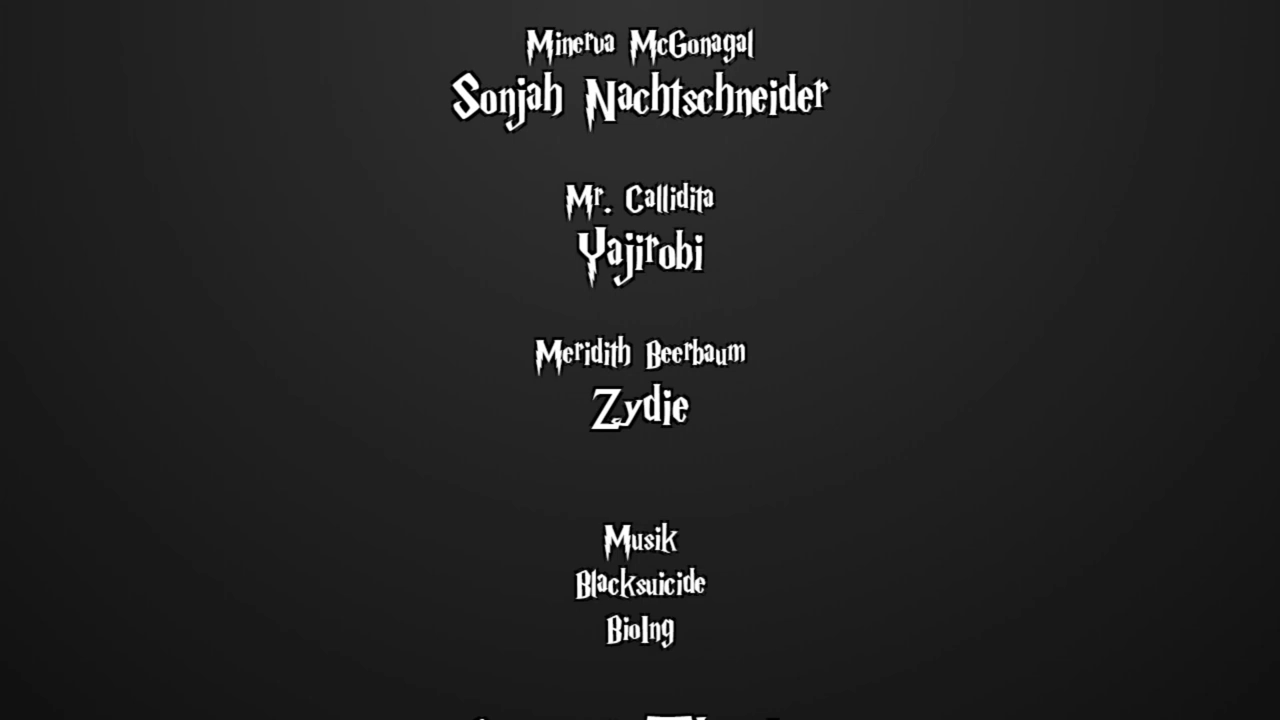 Minerva McGonagal
Sonjah Nachtschneider
Mr. Callidita
Yajirobi
Meridith Beerbaum
Zydie
Musik
Blacksuicide
BioIng